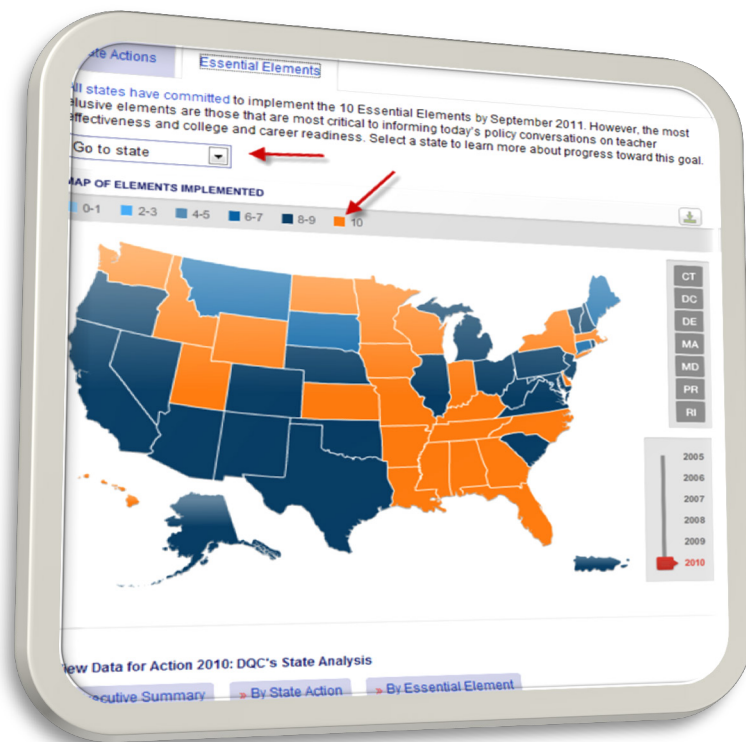 ate Actions
Essential Elements
ll states have committed to implement the 10 Essential Elements by September 2011. However, the most
elusive elements are those that are most critical to informing today's policy conversations on teacher
effectiveness and college and career readiness. Select a state to learn more about progress toward this goal.
Go to state
MAP OF ELEMENTS IMPLEMENTED
0-1 2-3 4-5 6-7 8-9 10
CT
DC
DE
MA
MD
PR
RI
2005
2006
2007
2008
2009
2010
iew Data for Action 2010: DQC's State Analysis
ecutive Summary » By State Action » By Essential Element